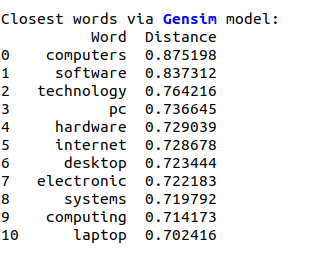 Closest words via Gensim model:
Word Distance
0 computers 0.875198
1 software 0.837312
2 technology 0.764216
3 pc 0.736645
4 hardware 0.729039
5 internet 0.728678
6 desktop 0.723444
7 electronic 0.722183
8 systems 0.719792
9 computing 0.714173
10 laptop 0.702416